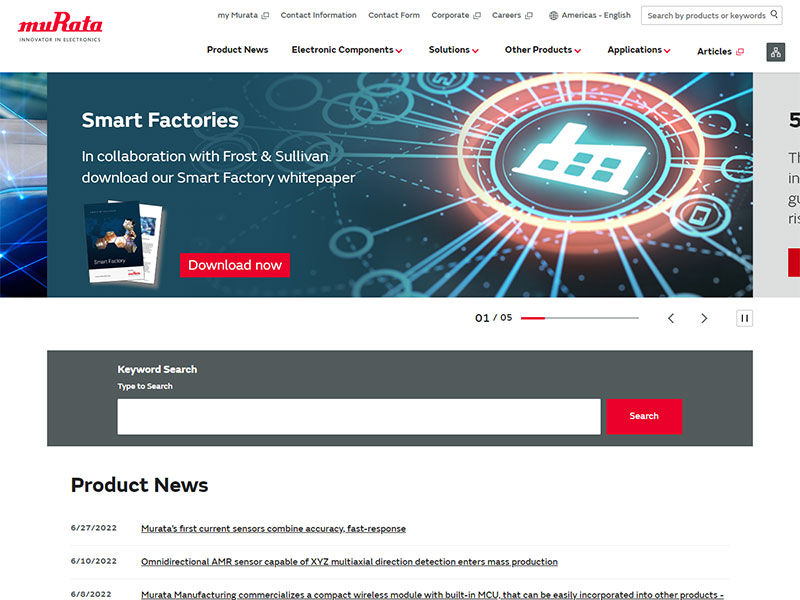 muRata
INNOVATOR IN ELECTRONICS
my Murata Contact Information Contact Form Corporate Careers Americas - English Search by products or keywords
Product News Electronic Components Solutions Other Products Applications Articles
Smart Factories
In collaboration with Frost & Sullivan
download our Smart Factory whitepaper
Smart Factory
muRata
Download now
5
Th
in
gu
ris
01 / 05
Keyword Search
Type to Search
Search
Product News
6/27/2022 Murata's first current sensors combine accuracy, fast-response
6/10/2022 Omnidirectional AMR sensor capable of XYZ multiaxial direction detection enters mass production
6/8/2022 Murata Manufacturing commercializes a compact wireless module with built-in MCU, that can be easily incorporated into other products -